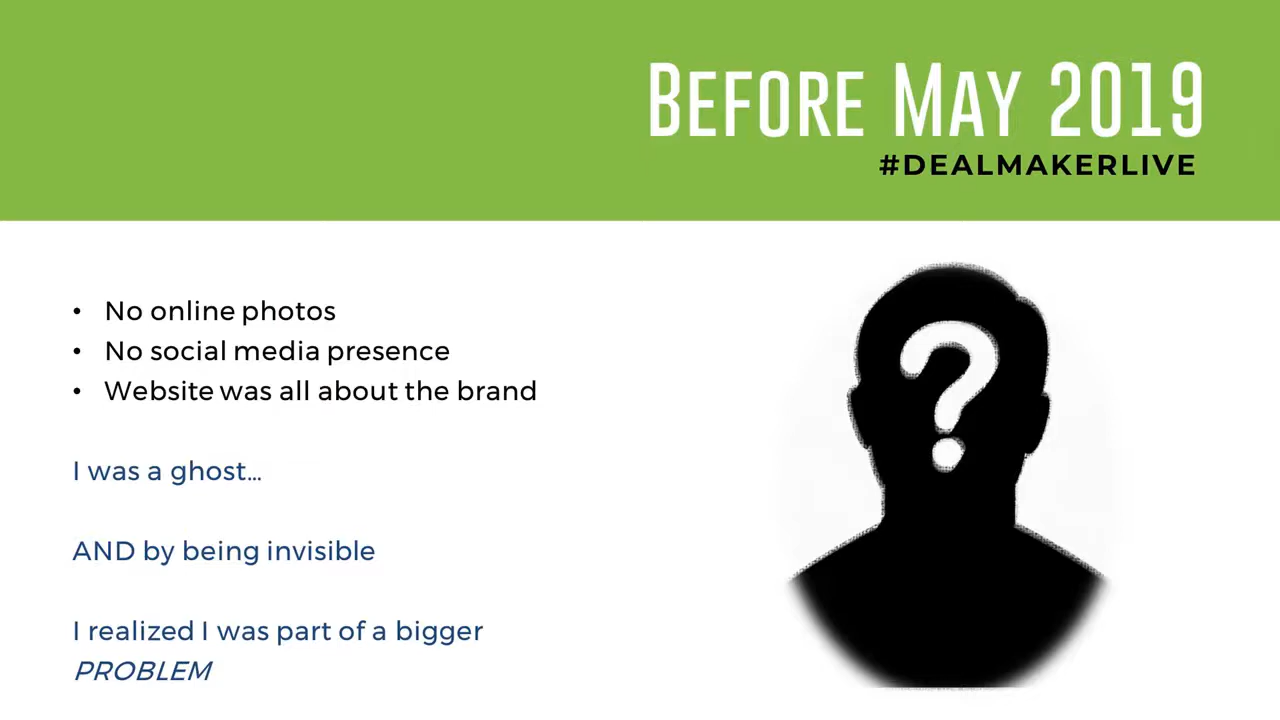 BEFORE MAY 2019
#DEALMAKERLIVE
• No online photos
• No social media presence
• Website was all about the brand
I was a ghost...
AND by being invisible
I realized I was part of a bigger
PROBLEM
?